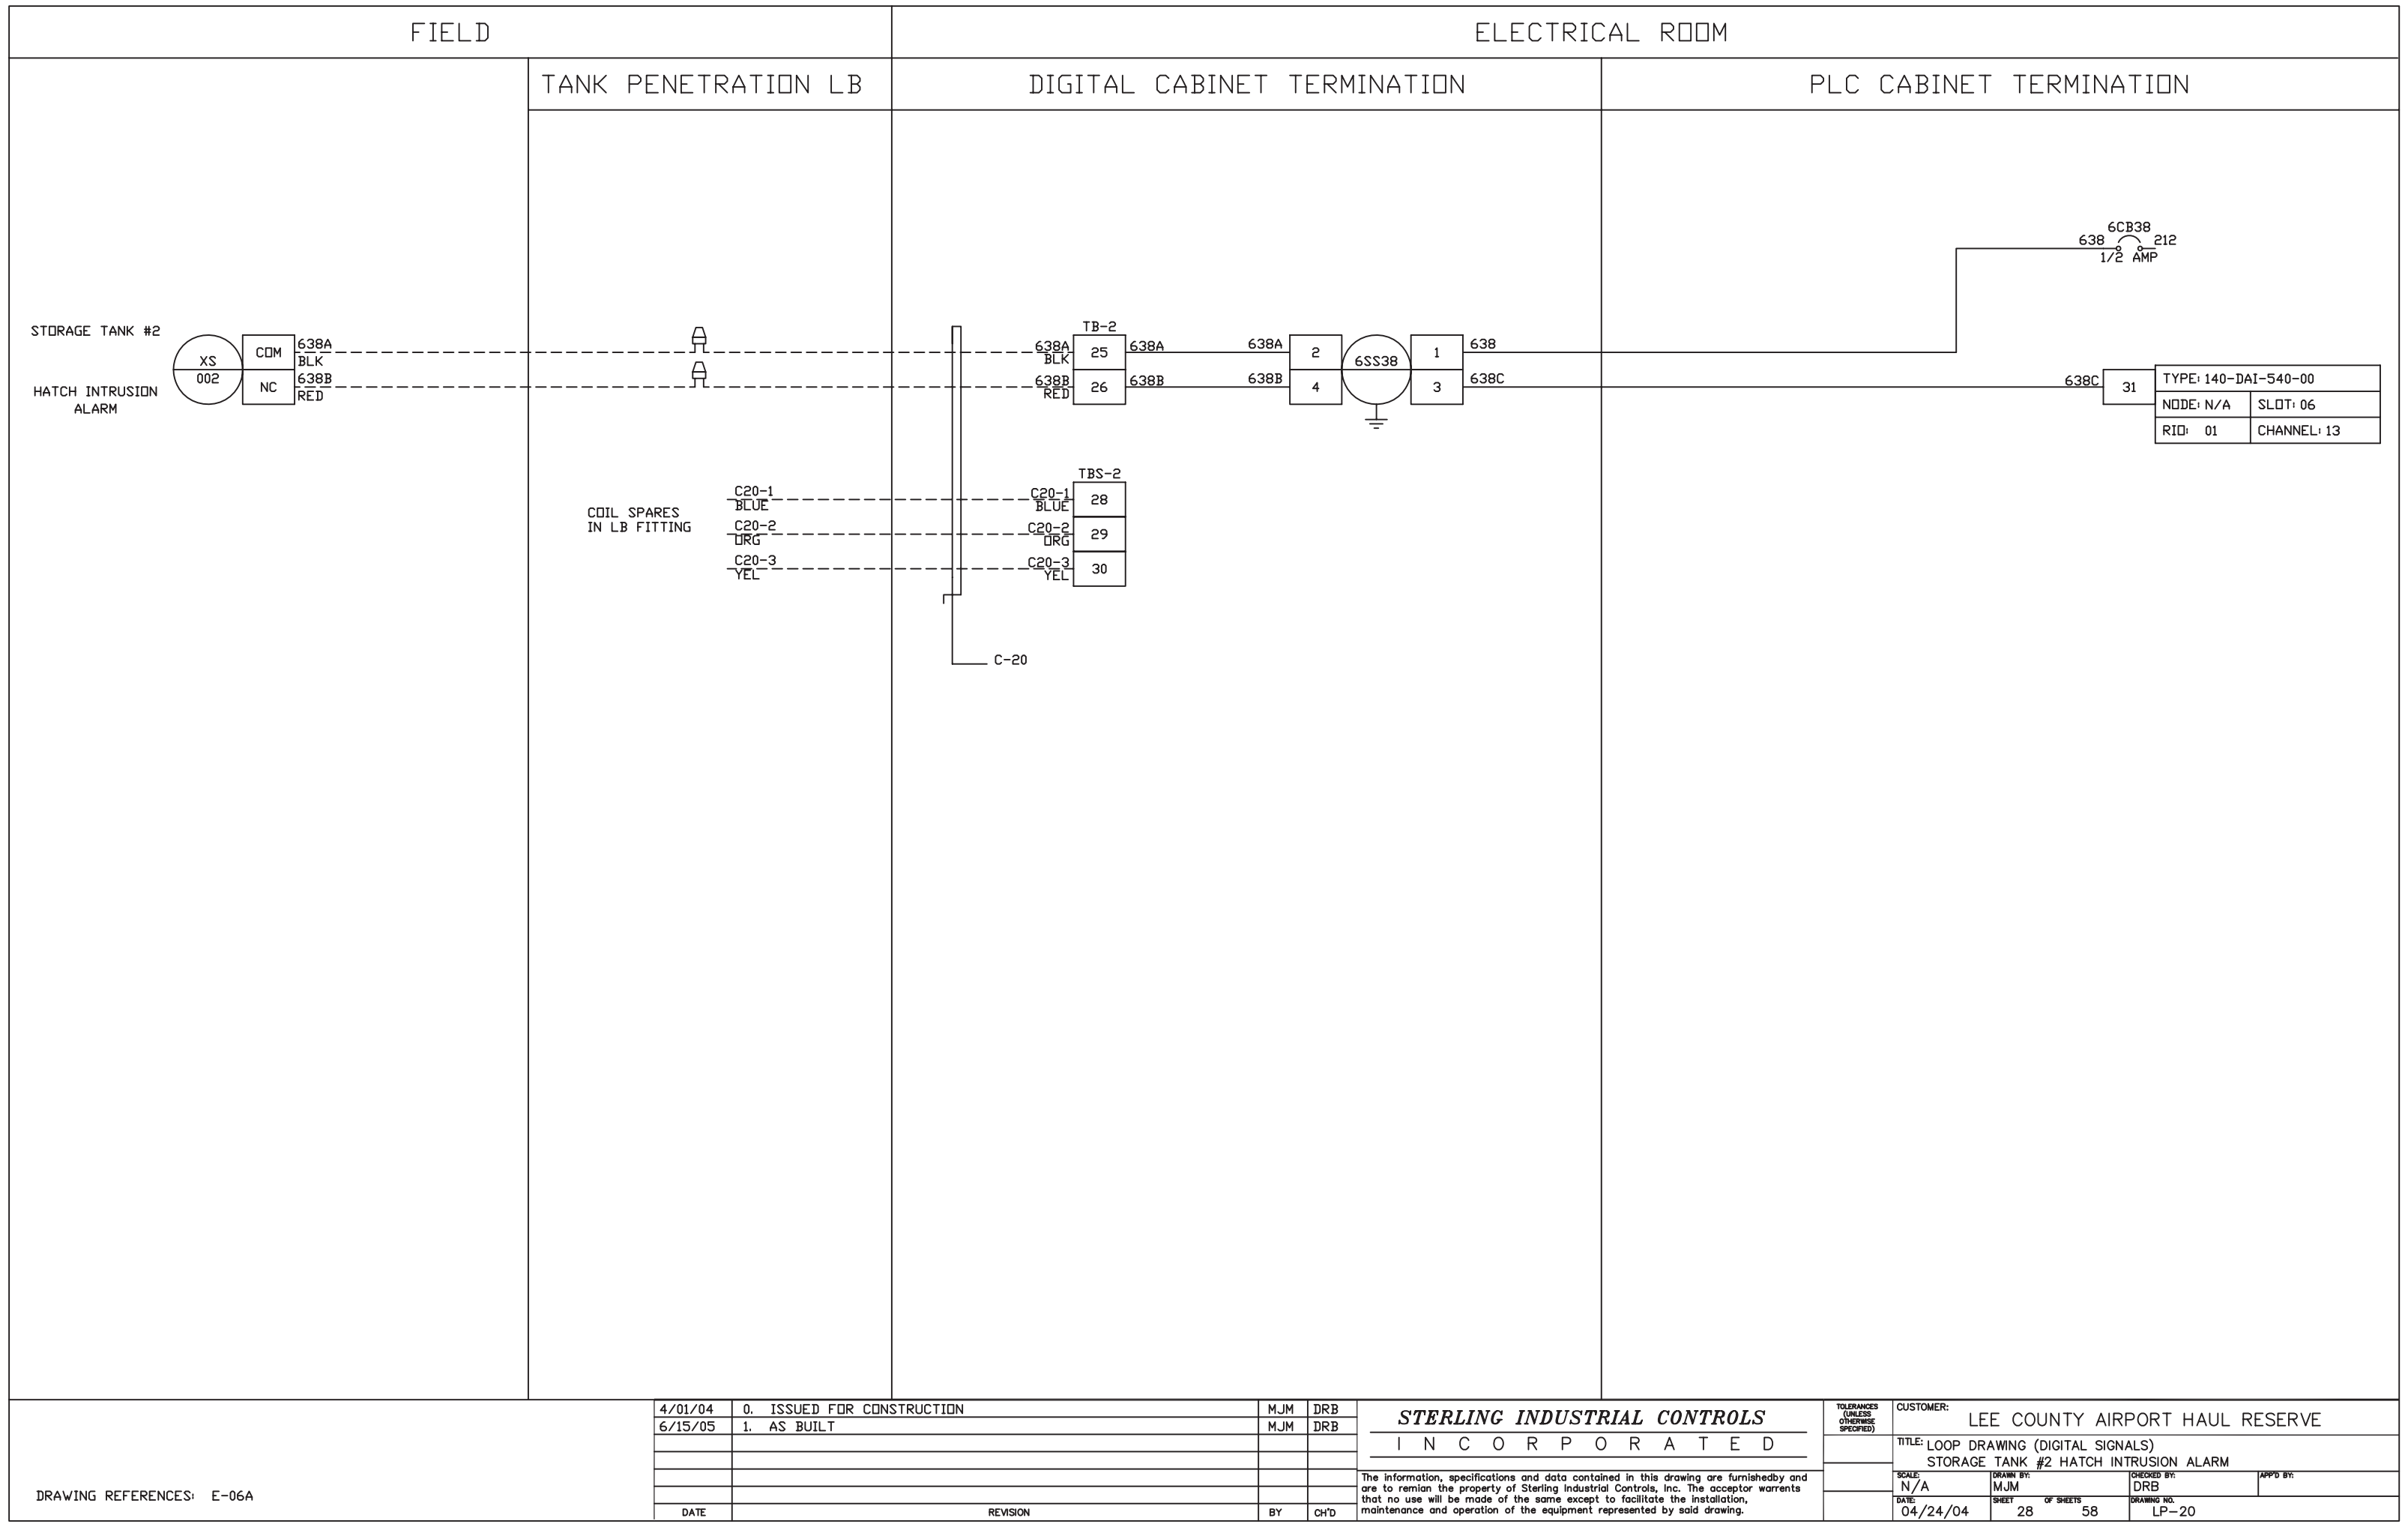 FIELD
ELECTRICAL ROOM
TANK PENETRATION LB
DIGITAL CABINET TERMINATION
PLC CABINET TERMINATION
6CB38
638
212
1/2 AMP
STORAGE TANK #2
HATCH INTRUSION
ALARM
XS
002
COM
NC
638A
BLK
638B
RED
638A
BLK
638B
RED
TB-2
25
26
638A
638B
638A
638B
2
4
6SS38
1
3
638
638C
638C
31
TYPE: 140-DAI-540-00
NODE: N/A
SLOT: 06
RIO: 01
CHANNEL: 13
COIL SPARES
IN LB FITTING
C20-1
BLUE
C20-2
ORG
C20-3
YEL
C20-1
BLUE
C20-2
ORG
C20-3
YEL
TBS-2
28
29
30
C-20
DRAWING REFERENCES: E-06A
4/01/04 0. ISSUED FOR CONSTRUCTION MJM DRB
6/15/05 1. AS BUILT MJM DRB
DATE REVISION BY CH'D
STERLING INDUSTRIAL CONTROLS
INCORPORATED
The information, specifications and data contained in this drawing are furnishedby and
are to remian the property of Sterling Industrial Controls, Inc. The acceptor warrents
that no use will be made of the same except to facilitate the installation,
maintenance and operation of the equipment represented by said drawing.
TOLERANCES
(UNLESS
OTHERWISE
SPECIFIED)
CUSTOMER:
LEE COUNTY AIRPORT HAUL RESERVE
TITLE: LOOP DRAWING (DIGITAL SIGNALS)
STORAGE TANK #2 HATCH INTRUSION ALARM
SCALE:
N/A
DRAWN BY:
MJM
CHECKED BY:
DRB
APP'D BY:
DATE:
04/24/04
SHEET 28 OF SHEETS 58
DRAWING NO.
LP-20